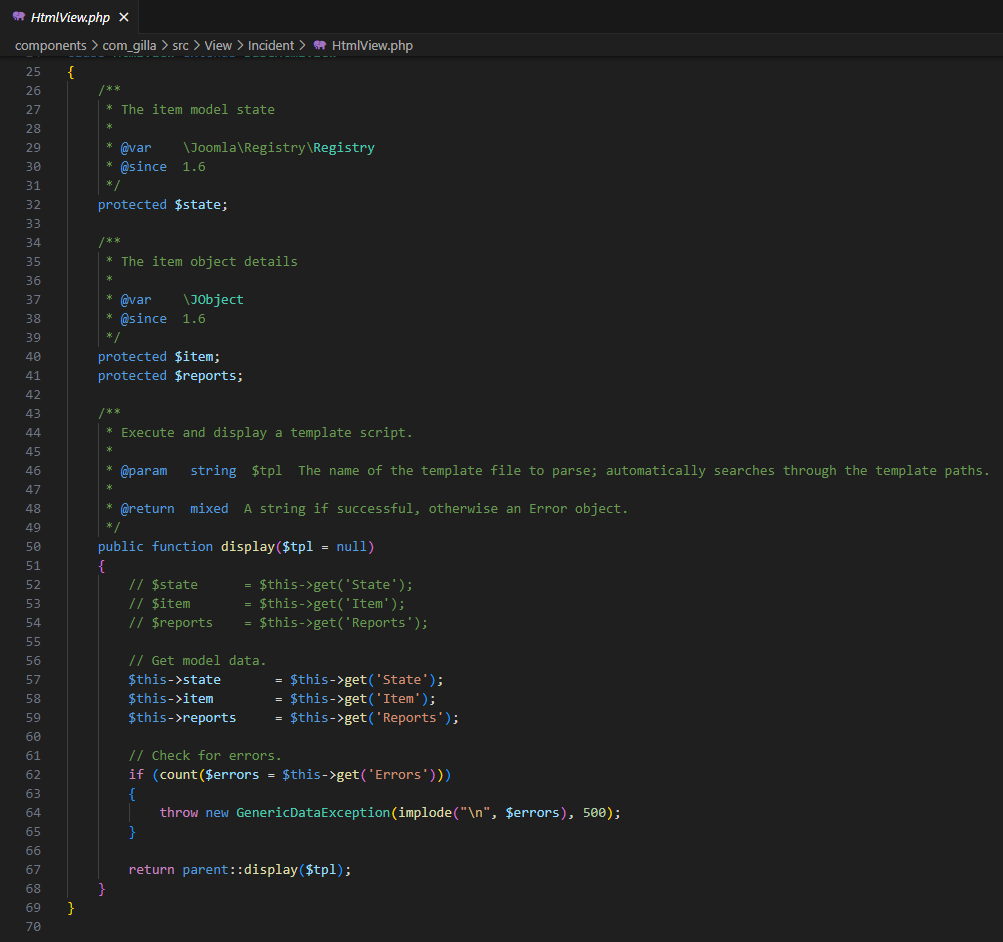 HtmlView.php
components > com_gilla > src > View > Incident > HtmlView.php
25 {
26 /**
27 * The item model state
28 *
29 * @var \Joomla\Registry\Registry
30 * @since 1.6
31 */
32 protected $state;
33
34 /**
35 * The item object details
36 *
37 * @var \JObject
38 * @since 1.6
39 */
40 protected $item;
41 protected $reports;
42
43 /**
44 * Execute and display a template script.
45 *
46 * @param string $tpl The name of the template file to parse; automatically searches through the template paths.
47 *
48 * @return mixed A string if successful, otherwise an Error object.
49 */
50 public function display($tpl = null)
51 {
52 // $state = $this->get('State');
53 // $item = $this->get('Item');
54 // $reports = $this->get('Reports');
55
56 // Get model data.
57 $this->state = $this->get('State');
58 $this->item = $this->get('Item');
59 $this->reports = $this->get('Reports');
60
61 // Check for errors.
62 if (count($errors = $this->get('Errors')))
63 {
64 throw new GenericDataException(implode("\n", $errors), 500);
65 }
66
67 return parent::display($tpl);
68 }
69 }
70